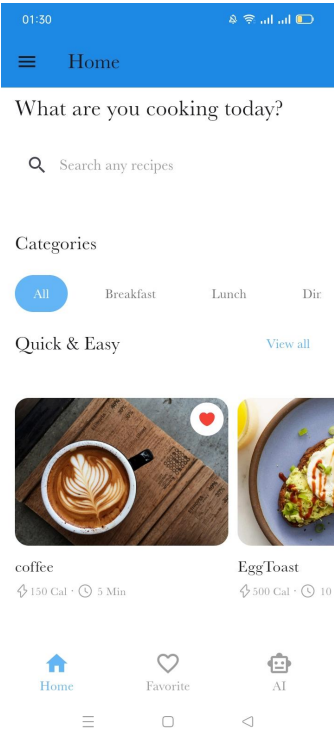 01:30
Home
What are you cooking today?
Search any recipes
Categories
All Breakfast Lunch Din
Quick & Easy View all
coffee EggToast
150 Cal · 5 Min 500 Cal · 10
Home Favorite AI